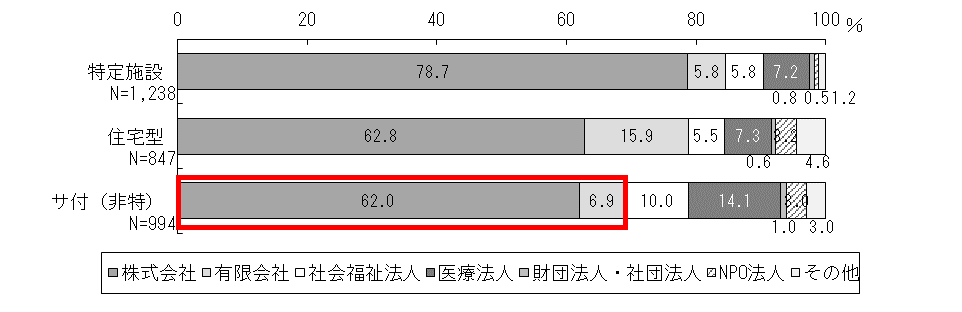 0 20 40 60 80 100 %
特定施設 78.7 5.8 5.8 7.2
N=1,238 0.8 0.5 1.2
住宅型 62.8 15.9 5.5 7.3 3.2
N=847 0.6 4.6
サ付（非特） 62.0 6.9 10.0 14.1 3.0
N=994 1.0 3.0
株式会社 有限会社 社会福祉法人 医療法人 財団法人・社団法人 NPO法人 その他